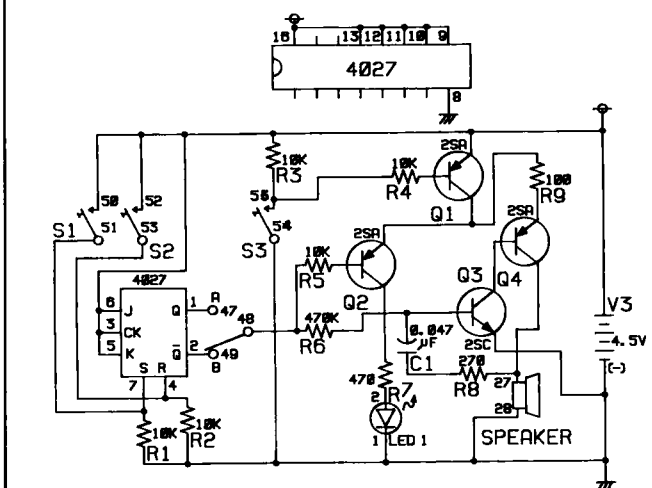 16 13 12 11 10 9
4027
8
50 52
S1 51 53 S2
10K
R3
55
54
S3
10K
R4
2SA
Q1
100
R9
2SA
Q4
10K
R5
2SA
Q2
470K
R6
0.047
µF
C1
Q3
2SC
270
R8
27
28
SPEAKER
V3
4.5V
(-)
4027
6 J Q 1 A 47
3 CK 48
5 K Q 2 49
S R B
7 4
10K
R1
10K
R2
470
R7
2
1 LED 1